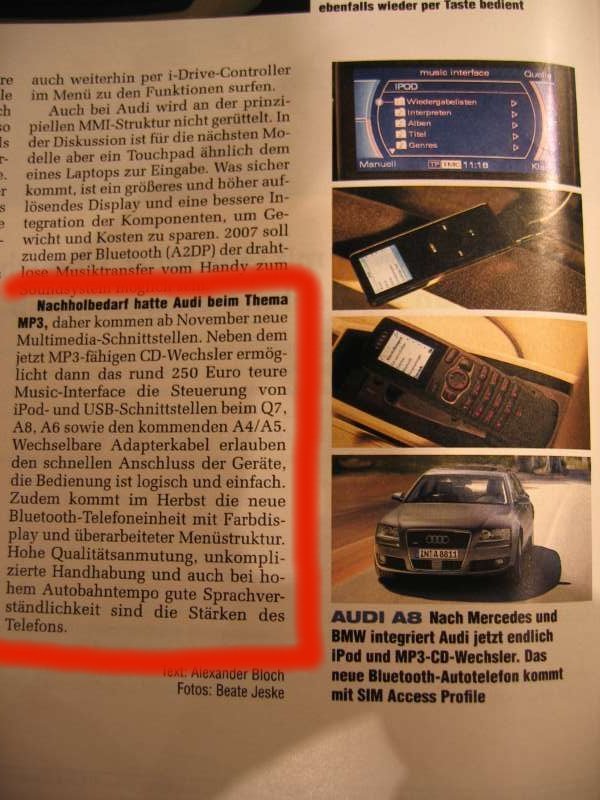 ebenfalls wieder per Taste bedient
auch weiterhin per i-Drive-Controller
im Menü zu den Funktionen surfen.
Auch bei Audi wird an der prinzi-
piellen MMI-Struktur nicht gerüttelt. In
der Diskussion ist für die nächsten Mo-
delle aber ein Touchpad ähnlich dem
eines Laptops zur Eingabe. Was sicher
kommt, ist ein größeres und höher auf-
lösendes Display und eine bessere In-
tegration der Komponenten, um Ge-
wicht und Kosten zu sparen. 2007 soll
zudem per Bluetooth (A2DP) der draht-
lose Musiktransfer vom Handy zum
Soundsystem möglich
Nachholbedarf hatte Audi beim Thema
MP3, daher kommen ab November neue
Multimedia-Schnittstellen. Neben dem
jetzt MP3-fähigen CD-Wechsler ermög-
licht dann das rund 250 Euro teure
Music-Interface die Steuerung von
iPod- und USB-Schnittstellen beim Q7,
A8, A6 sowie den kommenden A4/A5.
Wechselbare Adapterkabel erlauben
den schnellen Anschluss der Geräte,
die Bedienung ist logisch und einfach.
Zudem kommt im Herbst die neue
Bluetooth-Telefoneinheit mit Farbdis-
play und überarbeiteter Menüstruktur.
Hohe Qualitätsanmutung, unkompli-
zierte Handhabung und auch bei ho-
hem Autobahntempo gute Sprachver-
ständlichkeit sind die Stärken des
Telefons.
Text: Alexander Bloch
Fotos: Beate Jeske
music interface Quelle
IPOD
Wiedergabelisten
Interpreten
Alben
Titel
Genres
Manuell TP TMC 11:16
IN A 8811
AUDI A8 Nach Mercedes und
BMW integriert Audi jetzt endlich
iPod und MP3-CD-Wechsler. Das
neue Bluetooth-Autotelefon kommt
mit SIM Access Profile